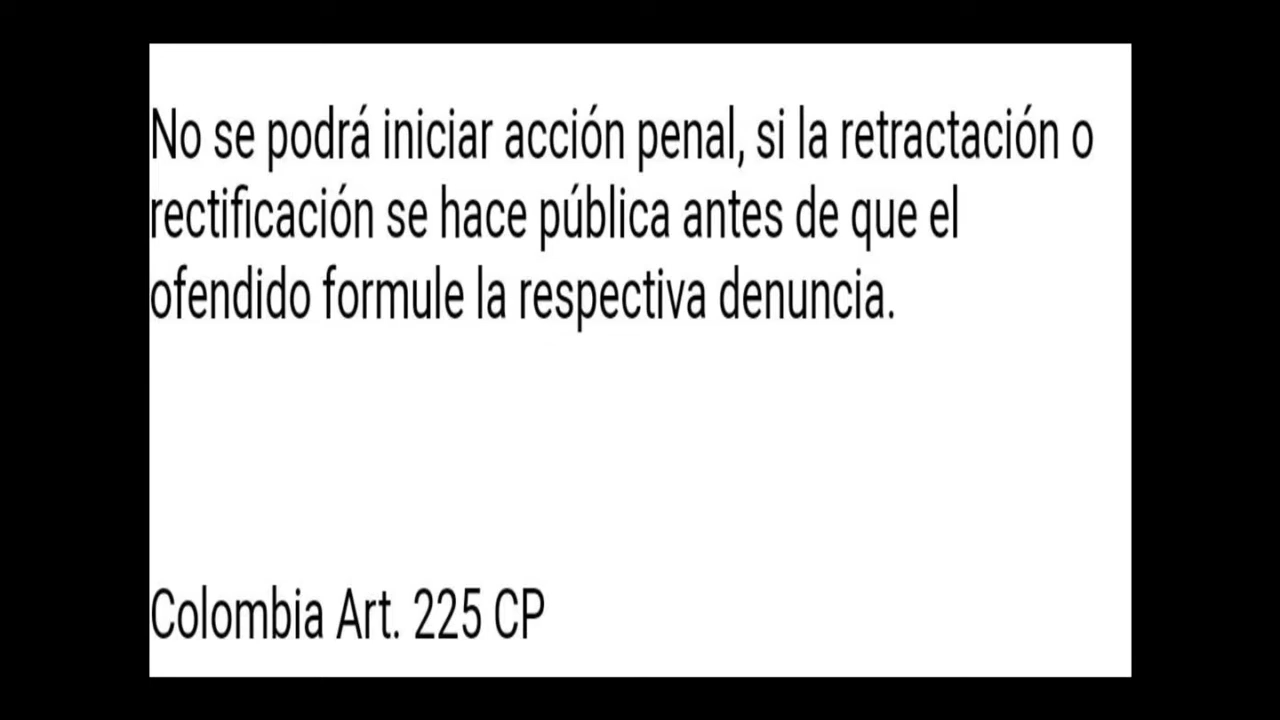 No se podrá iniciar acción penal, si la retractación o
rectificación se hace pública antes de que el
ofendido formule la respectiva denuncia.
Colombia Art. 225 CP